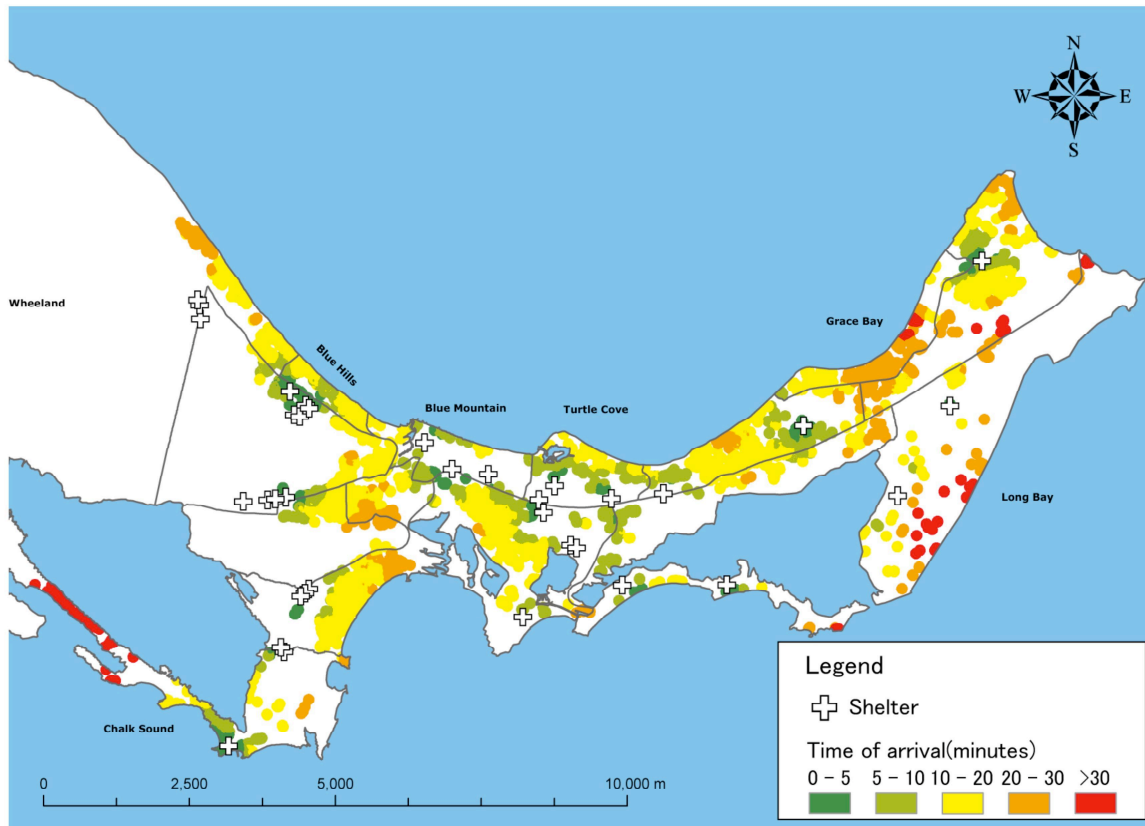 N
W E
S
Wheeland
Grace Bay
Blue Hills
Blue Mountain
Turtle Cove
Long Bay
Chalk Sound
0 2,500 5,000 10,000 m
Legend
Shelter
Time of arrival(minutes)
0 - 5 5 - 10 10 - 20 20 - 30 >30